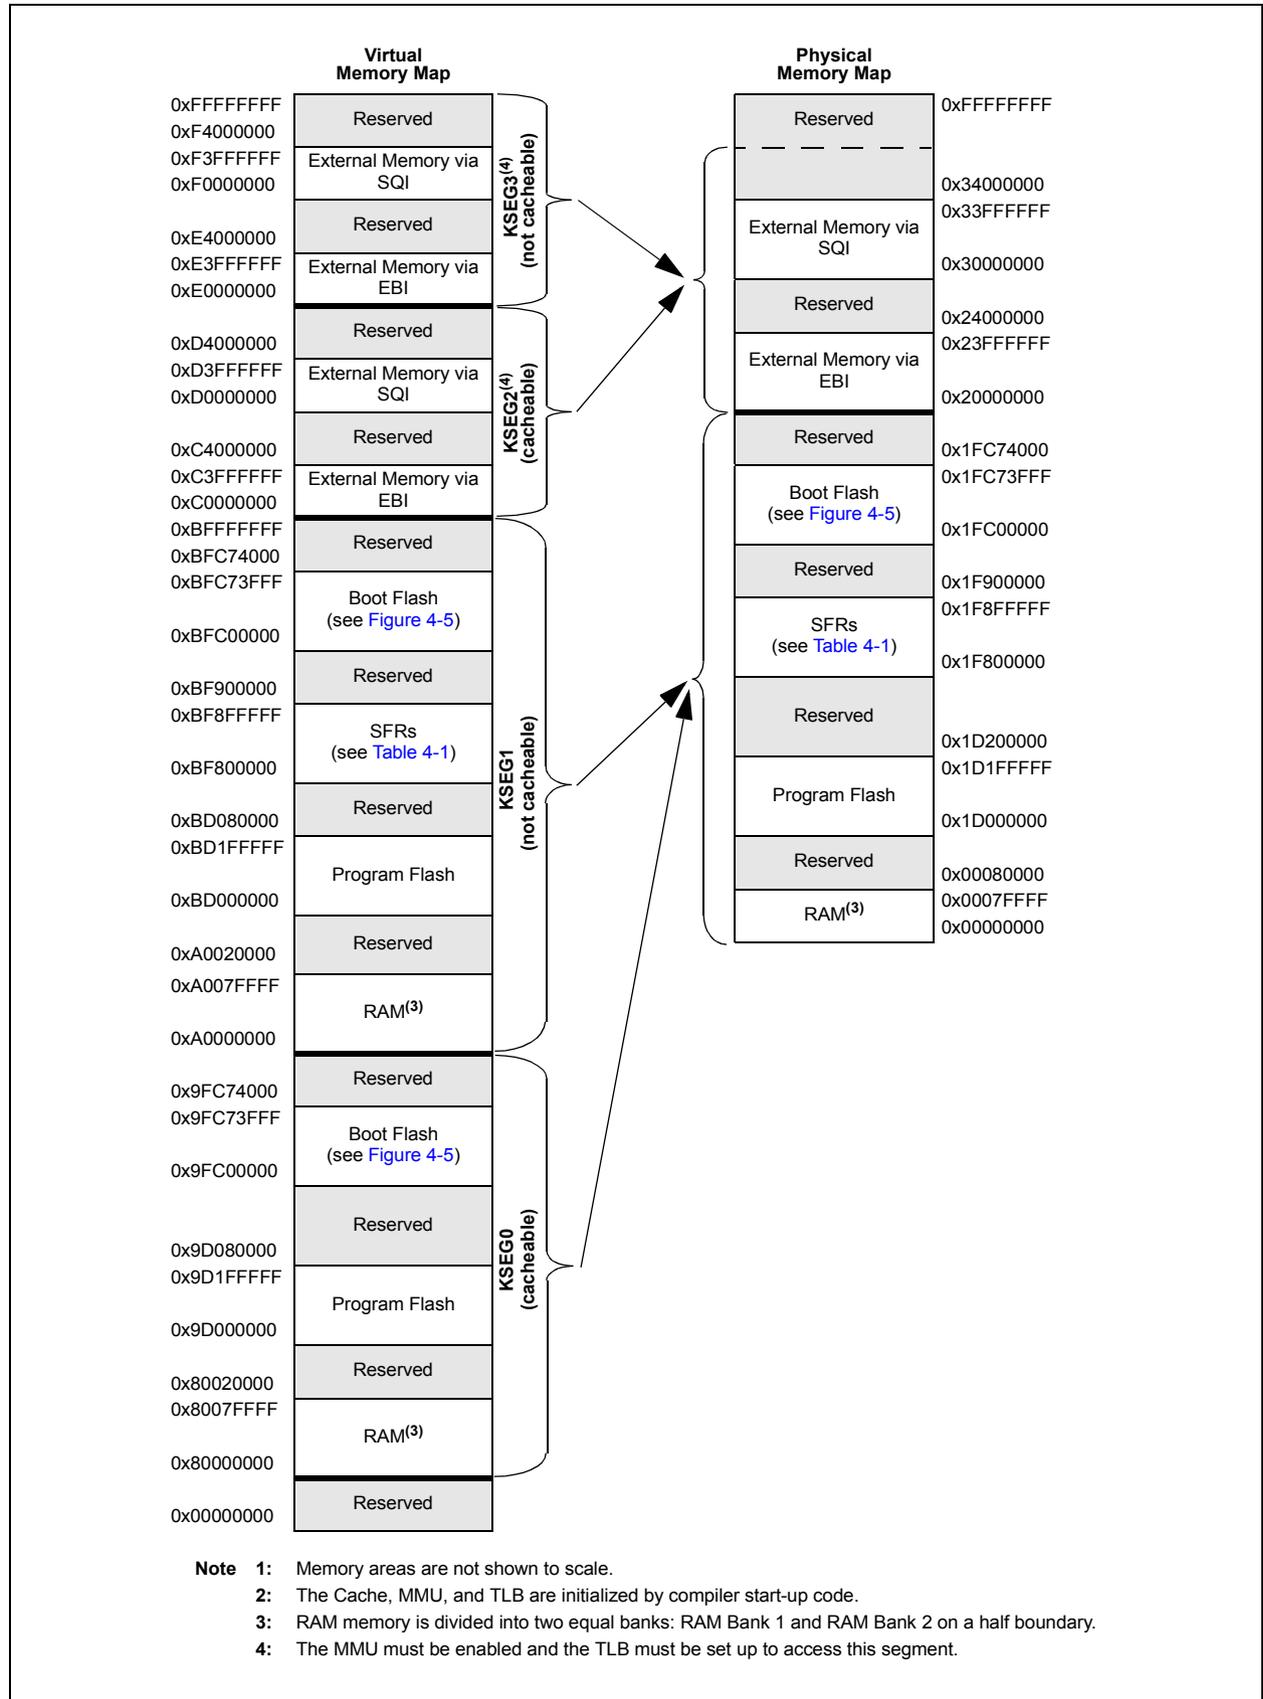 Virtual
Memory Map
0xFFFFFFFF
Reserved
0xF4000000
0xF3FFFFFF
External Memory via
SQI
0xF0000000
Reserved
0xE4000000
0xE3FFFFFF
External Memory via
EBI
0xE0000000
KSEG3(4)
(not cacheable)
Reserved
0xD4000000
0xD3FFFFFF
External Memory via
SQI
0xD0000000
Reserved
0xC4000000
0xC3FFFFFF
External Memory via
EBI
0xC0000000
KSEG2(4)
(cacheable)
0xBFFFFFFF
Reserved
0xBFC74000
0xBFC73FFF
Boot Flash
(see Figure 4-5)
0xBFC00000
Reserved
0xBF900000
0xBF8FFFFF
SFRs
(see Table 4-1)
0xBF800000
Reserved
0xBD080000
0xBD1FFFFF
Program Flash
0xBD000000
Reserved
0xA0020000
0xA007FFFF
RAM(3)
0xA0000000
KSEG1
(not cacheable)
Reserved
0x9FC74000
0x9FC73FFF
Boot Flash
(see Figure 4-5)
0x9FC00000
Reserved
0x9D080000
0x9D1FFFFF
Program Flash
0x9D000000
Reserved
0x80020000
0x8007FFFF
RAM(3)
0x80000000
KSEG0
(cacheable)
Reserved
0x00000000
Physical
Memory Map
0xFFFFFFFF
Reserved
0x34000000
0x33FFFFFF
External Memory via
SQI
0x30000000
Reserved
0x24000000
0x23FFFFFF
External Memory via
EBI
0x20000000
Reserved
0x1FC74000
0x1FC73FFF
Boot Flash
(see Figure 4-5)
0x1FC00000
Reserved
0x1F900000
0x1F8FFFFF
SFRs
(see Table 4-1)
0x1F800000
Reserved
0x1D200000
0x1D1FFFFF
Program Flash
0x1D000000
Reserved
0x00080000
0x0007FFFF
RAM(3)
0x00000000
Note 1: Memory areas are not shown to scale.
2: The Cache, MMU, and TLB are initialized by compiler start-up code.
3: RAM memory is divided into two equal banks: RAM Bank 1 and RAM Bank 2 on a half boundary.
4: The MMU must be enabled and the TLB must be set up to access this segment.